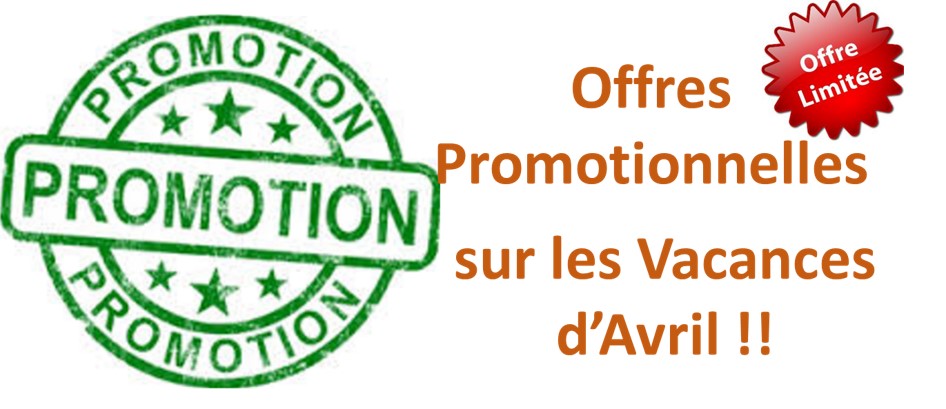 PROMOTION
PROMOTION
PROMOTION
Offres
Promotionnelles
sur les Vacances
d’Avril !!
Offre
Limitée